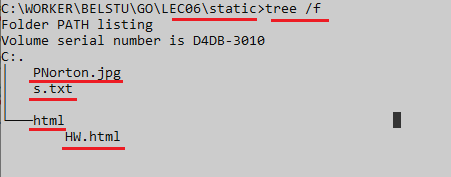 C:\WORKER\BELSTU\GO\LEC06\static>tree /f
Folder PATH listing
Volume serial number is D4DB-3010
C:.
│   PNorton.jpg
│   s.txt
│
└───html
        HW.html